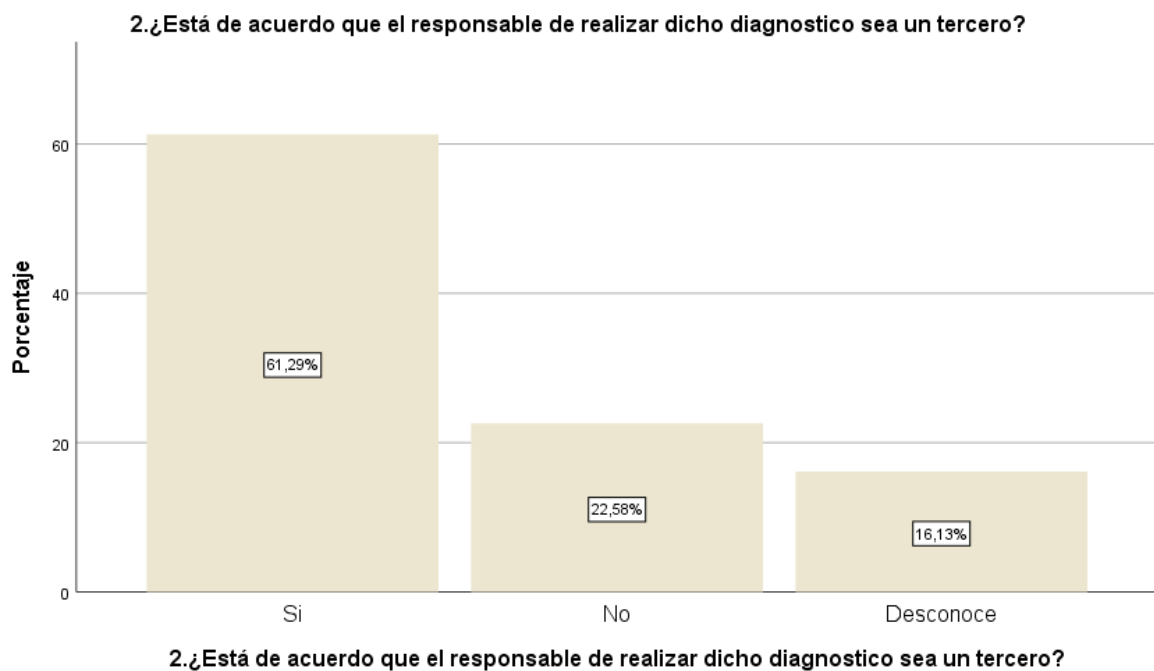 2.¿Está de acuerdo que el responsable de realizar dicho diagnostico sea un tercero?
Porcentaje
60
40
20
0
61,29%
22,58%
16,13%
Si
No
Desconoce
2.¿Está de acuerdo que el responsable de realizar dicho diagnostico sea un tercero?